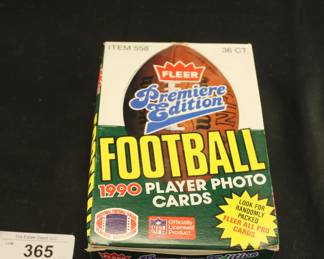 ITEM 558
36 CT.
FLEER
Premiere
Edition
FOOTBALL
1990 PLAYER PHOTO
CARDS
LOOK FOR
RANDOMLY
PACKED
FLEER ALL PRO
CARDS
NFL
Officially
Licensed
Product
365